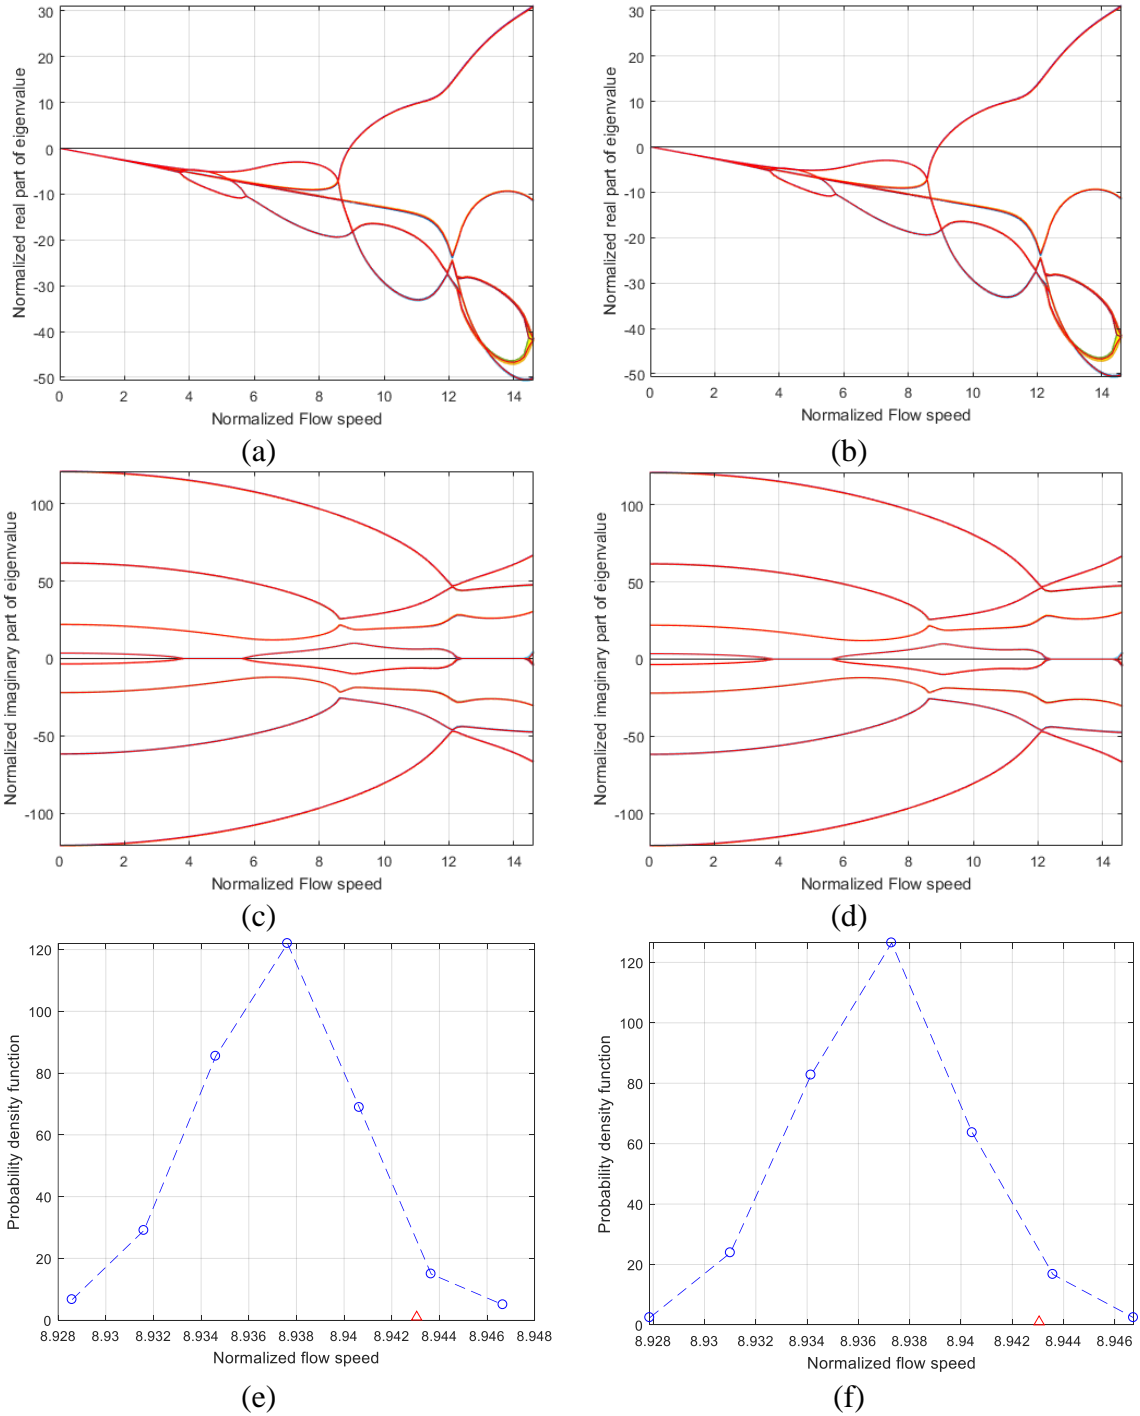 30
20
10
0
-10
-20
-30
-40
-50
0 2 4 6 8 10 12 14
Normalized real part of eigenvalue
Normalized Flow speed
(a)
30
20
10
0
-10
-20
-30
-40
-50
0 2 4 6 8 10 12 14
Normalized real part of eigenvalue
Normalized Flow speed
(b)
100
50
0
-50
-100
0 2 4 6 8 10 12 14
Normalized imaginary part of eigenvalue
Normalized Flow speed
(c)
100
50
0
-50
-100
0 2 4 6 8 10 12 14
Normalized imaginary part of eigenvalue
Normalized Flow speed
(d)
120
100
80
60
40
20
0
8.928 8.93 8.932 8.934 8.936 8.938 8.94 8.942 8.944 8.946 8.948
Probability density function
Normalized flow speed
(e)
120
100
80
60
40
20
0
8.928 8.93 8.932 8.934 8.936 8.938 8.94 8.942 8.944 8.946
Probability density function
Normalized flow speed
(f)